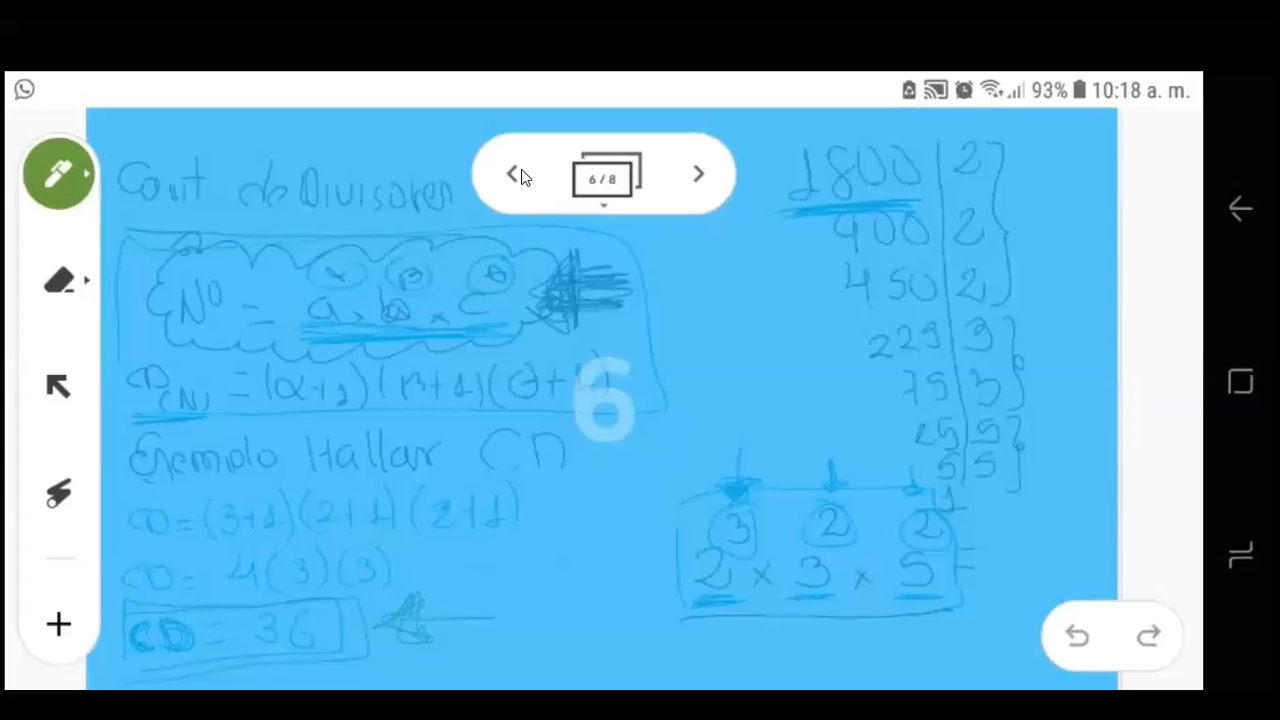 93% 10:18 a. m.
6 / 8
Cant de Divisores
N° = a^α x b^β x c^θ
CD(N) = (α+1)(β+1)(θ+1)
6
Ejemplo Hallar CD
CD = (3+1)(2+1)(2+1)
CD = 4(3)(3)
CD = 36
1800 | 2
900 | 2
450 | 2
225 | 3
75 | 3
25 | 5
5 | 5
1
2^3 x 3^2 x 5^2 =